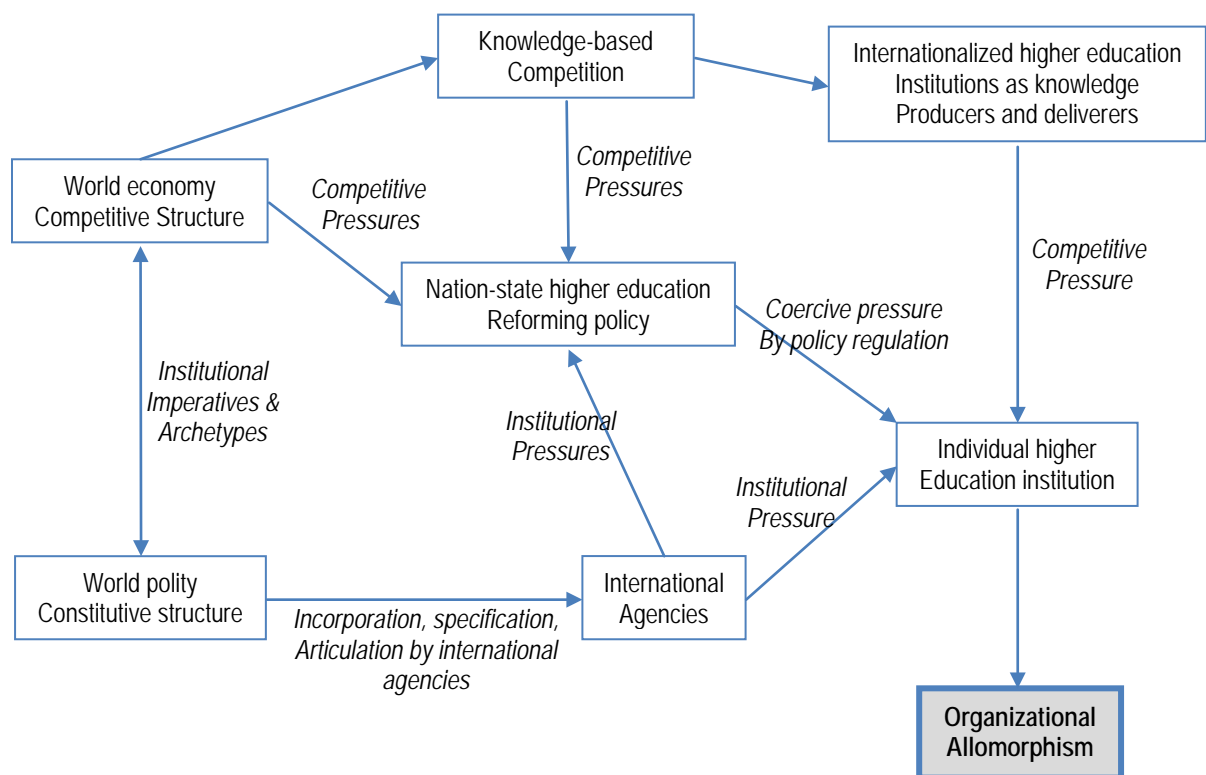 Knowledge-based
Competition
Internationalized higher education
Institutions as knowledge
Producers and deliverers
World economy
Competitive Structure
Competitive
Pressures
Competitive
Pressures
Competitive
Pressure
Nation-state higher education
Reforming policy
Coercive pressure
By policy regulation
Institutional
Imperatives &
Archetypes
Institutional
Pressures
Individual higher
Education institution
Institutional
Pressure
World polity
Constitutive structure
International
Agencies
Incorporation, specification,
Articulation by international
agencies
Organizational
Allomorphism